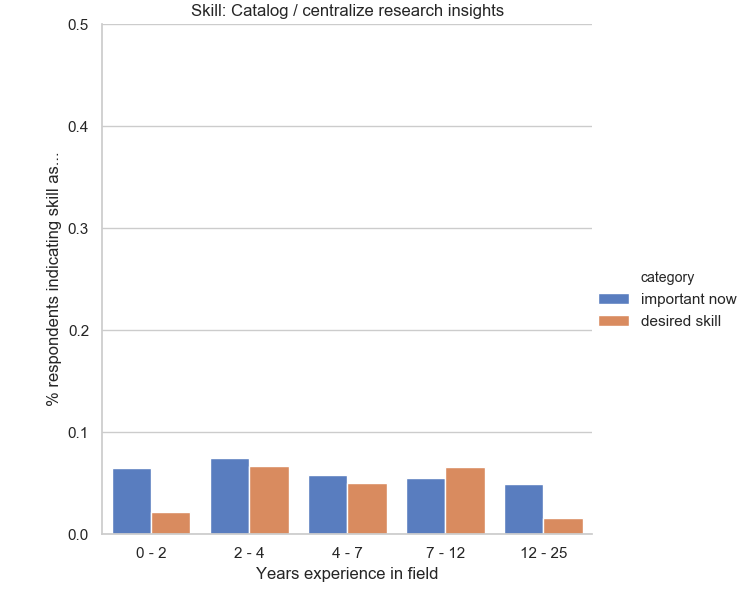 Skill: Catalog / centralize research insights
% respondents indicating skill as...
0.5
0.4
0.3
0.2
0.1
0.0
0 - 2
2 - 4
4 - 7
7 - 12
12 - 25
Years experience in field
category
important now
desired skill